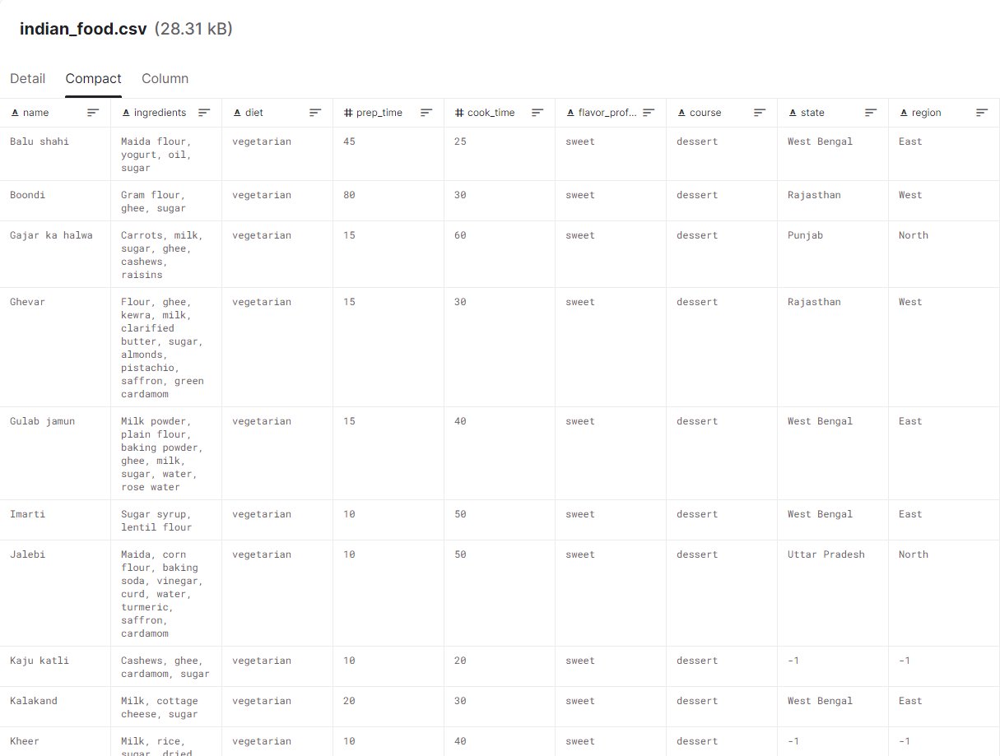 indian_food.csv (28.31 kB)
Detail Compact Column
name ingredients diet prep_time cook_time flavor_prof... course state region
Balu shahi Maida flour, vegetarian 45 25 sweet dessert West Bengal East
yogurt, oil,
sugar
Boondi Gram flour, vegetarian 80 30 sweet dessert Rajasthan West
ghee, sugar
Gajar ka halwa Carrots, milk, vegetarian 15 60 sweet dessert Punjab North
sugar, ghee,
cashews,
raisins
Ghevar Flour, ghee, vegetarian 15 30 sweet dessert Rajasthan West
kewra, milk,
clarified
butter, sugar,
almonds,
pistachio,
saffron, green
cardamom
Gulab jamun Milk powder, vegetarian 15 40 sweet dessert West Bengal East
plain flour,
baking powder,
ghee, milk,
sugar, water,
rose water
Imarti Sugar syrup, vegetarian 10 50 sweet dessert West Bengal East
lentil flour
Jalebi Maida, corn vegetarian 10 50 sweet dessert Uttar Pradesh North
flour, baking
soda, vinegar,
curd, water,
turmeric,
saffron,
cardamom
Kaju katli Cashews, ghee, vegetarian 10 20 sweet dessert -1 -1
cardamom, sugar
Kalakand Milk, cottage vegetarian 20 30 sweet dessert West Bengal East
cheese, sugar
Kheer Milk, rice, vegetarian 10 40 sweet dessert -1 -1
sugar, dried